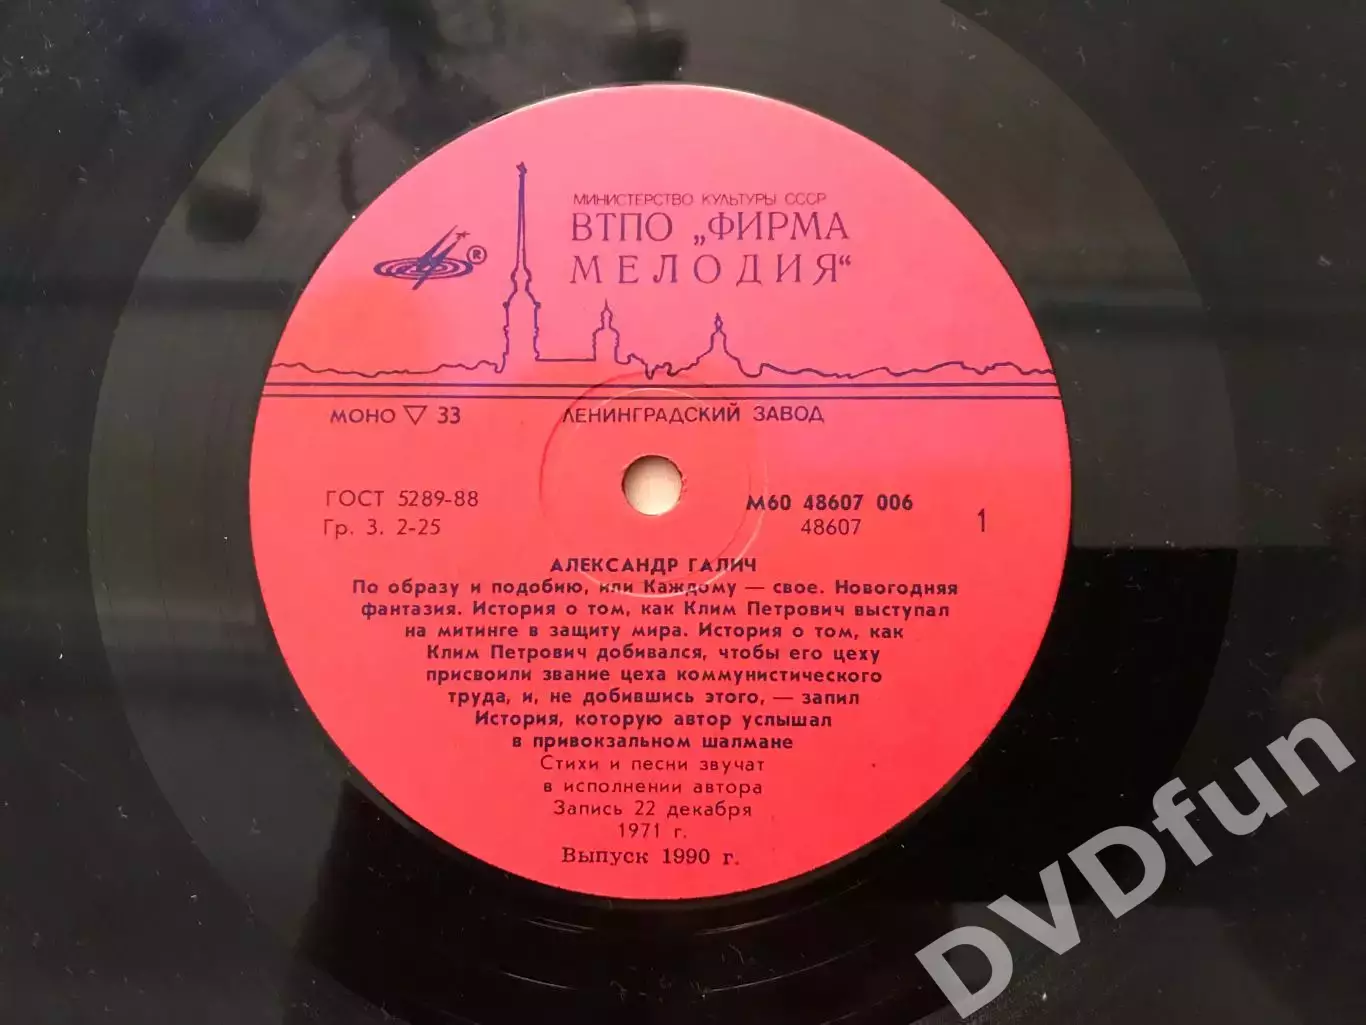 МИНИСТЕРСТВО КУЛЬТУРЫ СССР
ВТПО „ФИРМА
МЕЛОДИЯ“
®
МОНО ▽ 33
ЛЕНИНГРАДСКИЙ ЗАВОД
ГОСТ 5289-88
М60 48607 006
Гр. 3. 2-25
48607
1
АЛЕКСАНДР ГАЛИЧ
По образу и подобию, или Каждому — свое. Новогодняя
фантазия. История о том, как Клим Петрович выступал
на митинге в защиту мира. История о том, как
Клим Петрович добивался, чтобы его цеху
присвоили звание цеха коммунистического
труда, и, не добившись этого, — запил
История, которую автор услышал
в привокзальном шалмане
Стихи и песни звучат
в исполнении автора
Запись 22 декабря
1971 г.
Выпуск 1990 г.
DVDfun